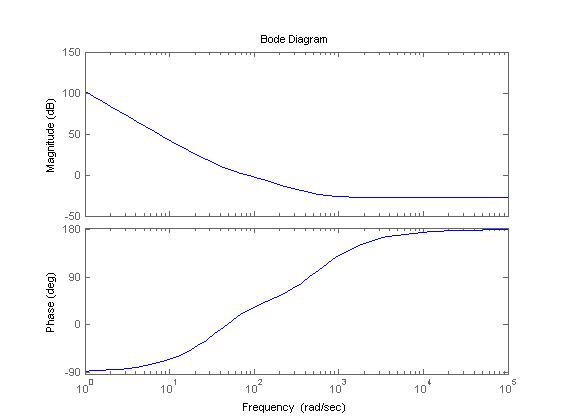 Bode Diagram
150
100
50
0
-50
Magnitude (dB)
180
90
0
-90
Phase (deg)
10^0 10^1 10^2 10^3 10^4 10^5
Frequency (rad/sec)